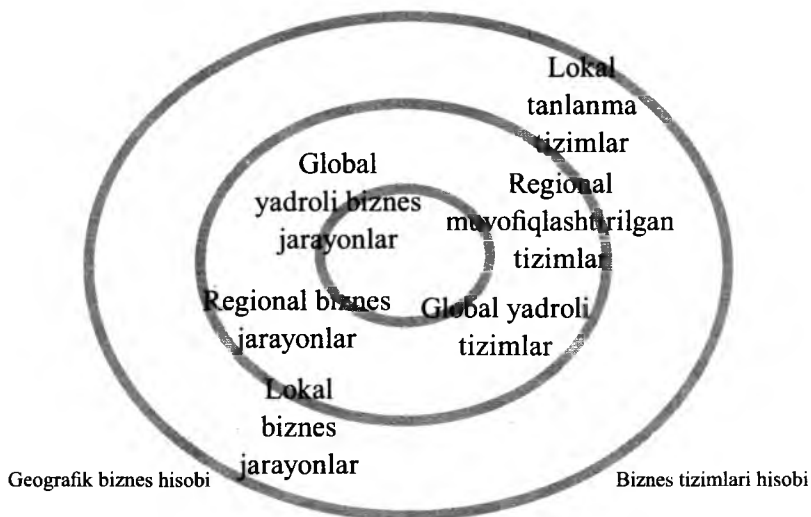 Lokal
tanlanma
tizimlar
Global
yadroli biznes
jarayonlar
Regional
muvofiqlashtirilgan
tizimlar
Regional biznes
jarayonlar
Global yadroli
tizimlar
Lokal
biznes
jarayonlar
Geografik biznes hisobi
Biznes tizimlari hisobi